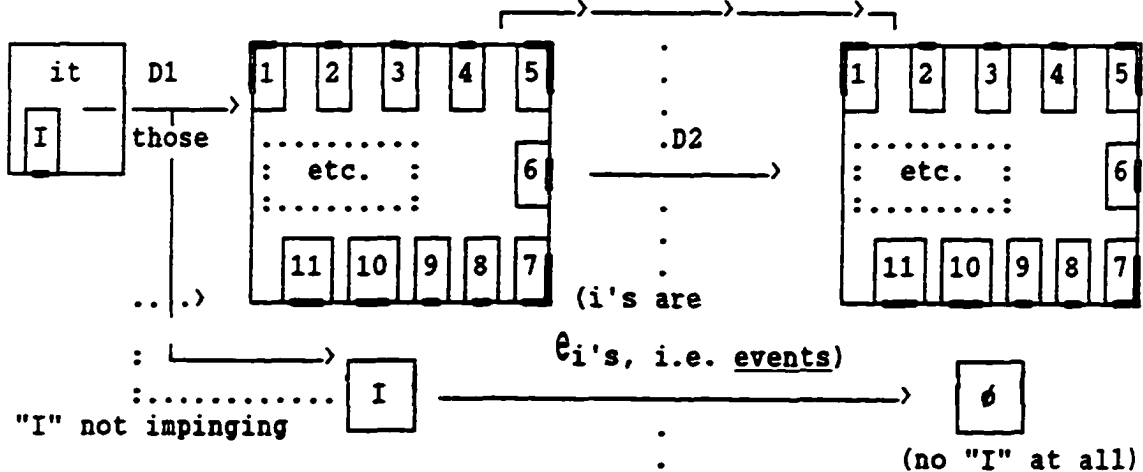 it D1
1 2 3 4 5
1 2 3 4 5
I those
D2
etc. 6
etc. 6
11 10 9 8 7
11 10 9 8 7
(i's are
ei's, i.e. events)
I
ø
"I" not impinging
(no "I" at all)